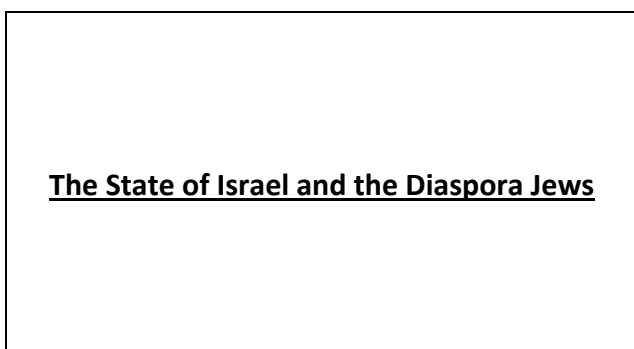 The State of Israel and the Diaspora Jews